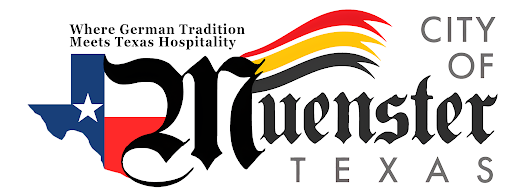 Where German Tradition
Meets Texas Hospitality
CITY
OF
Muenster
TEXAS